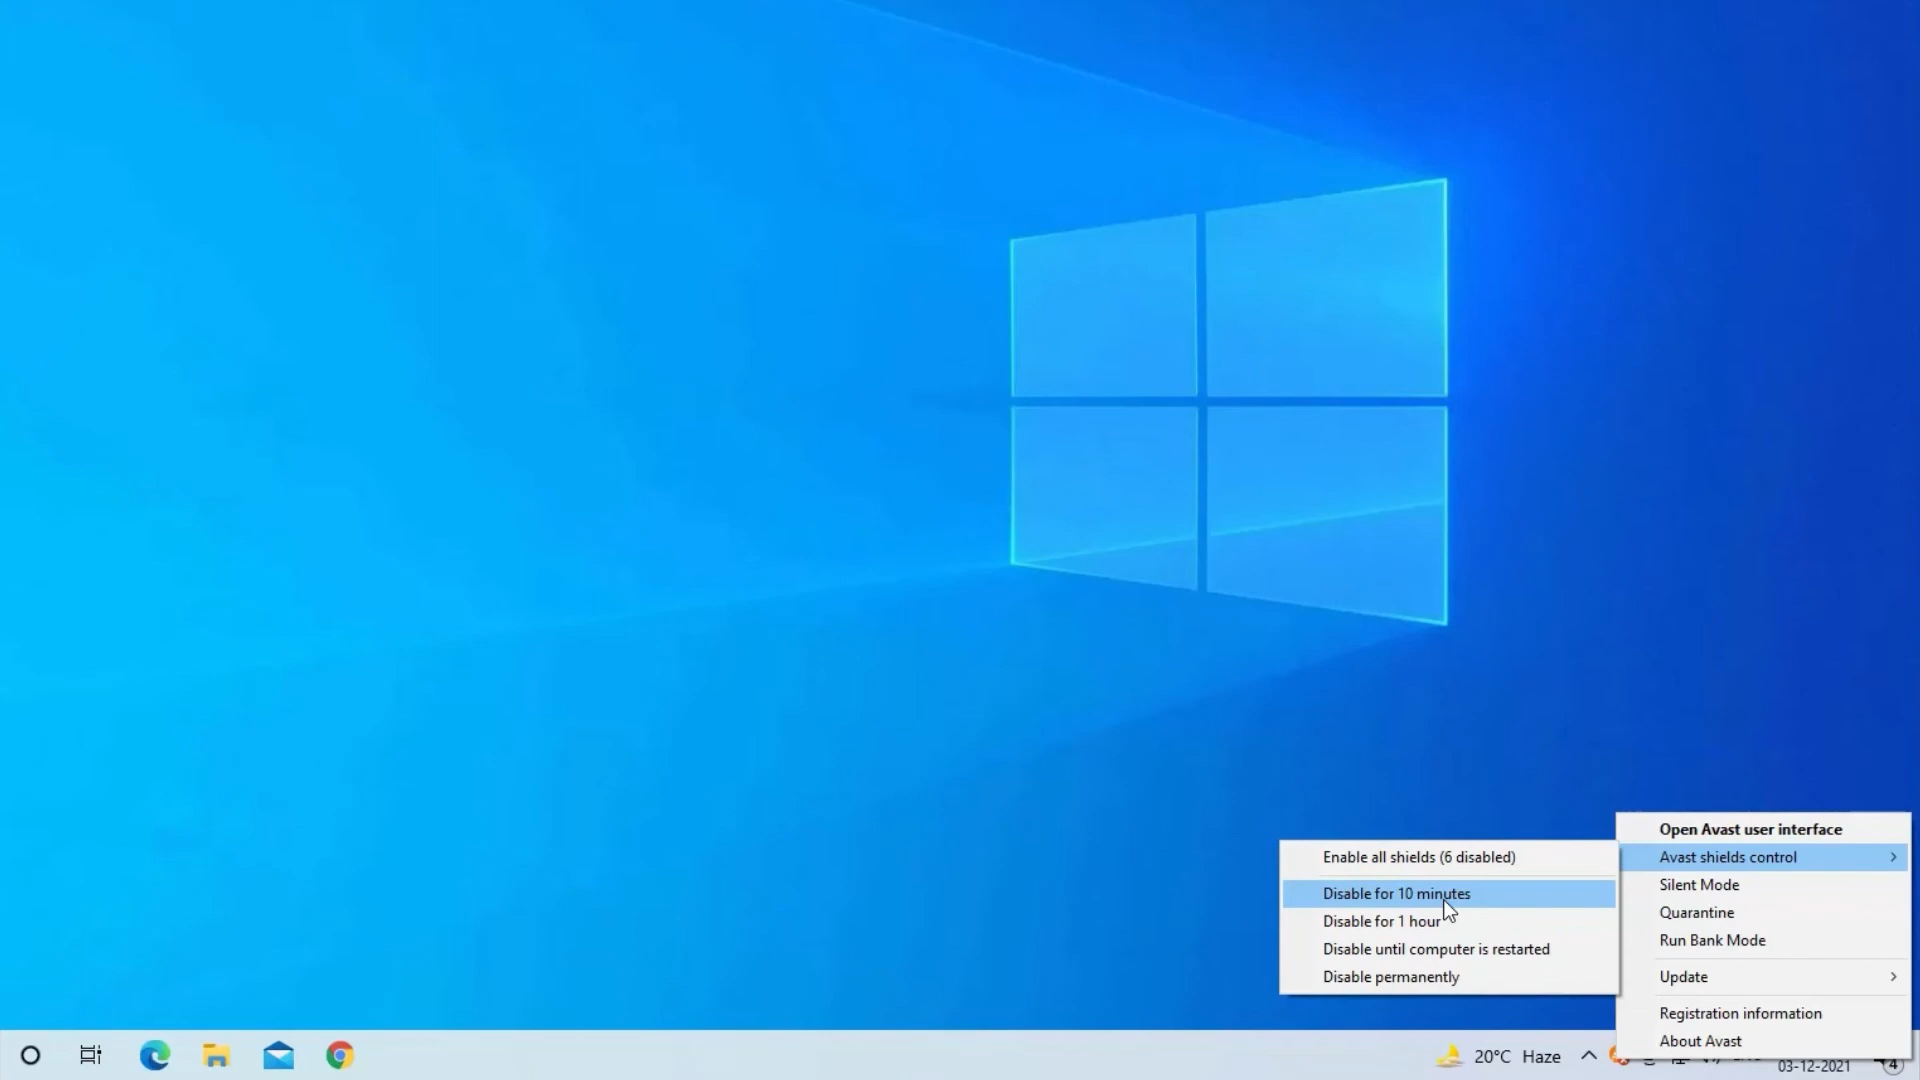 Open Avast user interface
Avast shields control
Silent Mode
Quarantine
Run Bank Mode
Update
Registration information
About Avast
Enable all shields (6 disabled)
Disable for 10 minutes
Disable for 1 hour
Disable until computer is restarted
Disable permanently
20°C Haze
03-12-2021
4